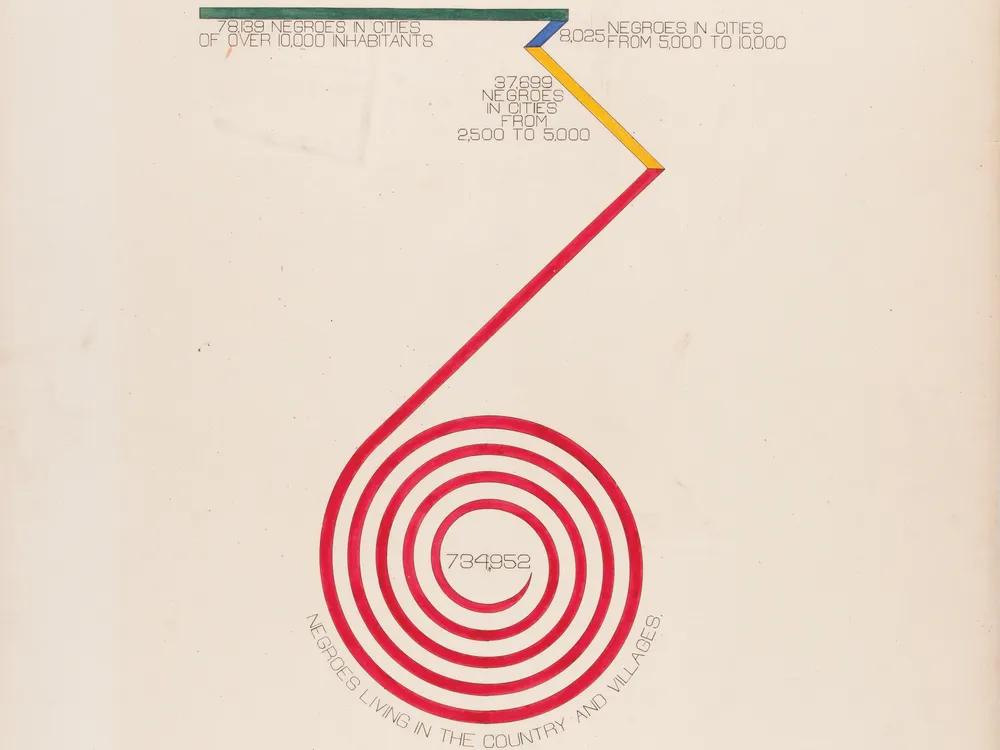 78,139 NEGROES IN CITIES
OF OVER 10,000 INHABITANTS
8,025 NEGROES IN CITIES
FROM 5,000 TO 10,000
37,699
NEGROES
IN CITIES
FROM
2,500 TO 5,000
734,952
NEGROES LIVING IN THE COUNTRY AND VILLAGES.